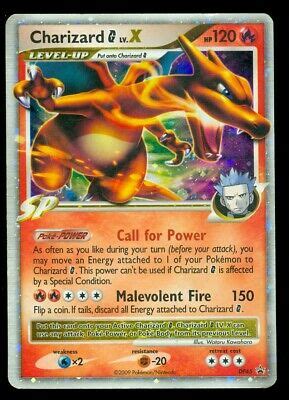 Charizard G LV.X
HP 120
LEVEL-UP Put onto Charizard G
SP
Poké-POWER Call for Power
As often as you like during your turn (before your attack), you
may move an Energy attached to 1 of your Pokémon to
Charizard G. This power can't be used if Charizard G is affected
by a Special Condition.
Malevolent Fire 150
Flip a coin. If tails, discard all Energy attached to Charizard G.
Put this card onto your Active Charizard G. Charizard G LV.X can
use any attack, Poké-Power, or Poké-Body from its previous Level.
Illus. Wataru Kawahara
weakness
×2
resistance
-20
retreat cost
©2009 Pokémon/Nintendo
DP45